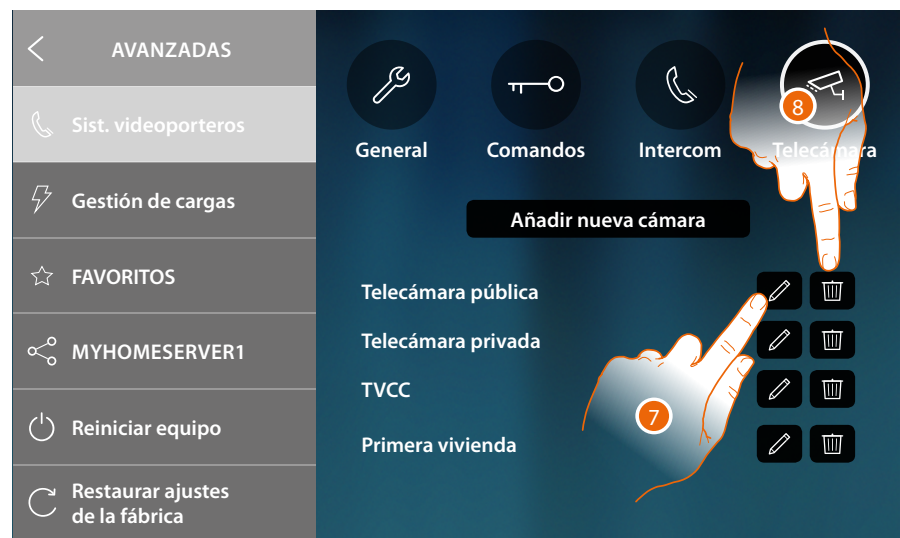 AVANZADAS
Sist. videoporteros
Gestión de cargas
FAVORITOS
MYHOMESERVER1
Reiniciar equipo
Restaurar ajustes
de la fábrica
General
Comandos
Intercom
Telecámara
8
Añadir nueva cámara
Telecámara pública
Telecámara privada
TVCC
7
Primera vivienda